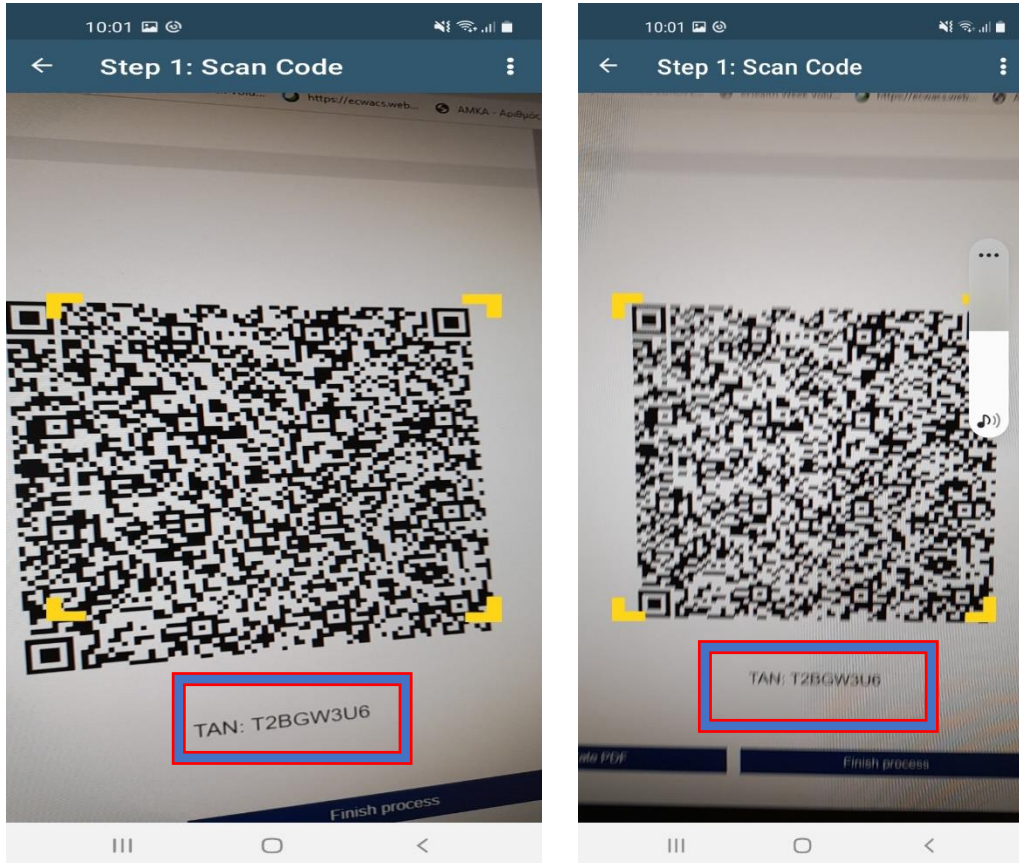 10:01
Step 1: Scan Code
https://ecwacs.web...
AMKA - Αριθμός
TAN: T2BGW3U6
Finish process
10:01
Step 1: Scan Code
TAN: T2BGW3U6
PDF
Finish process